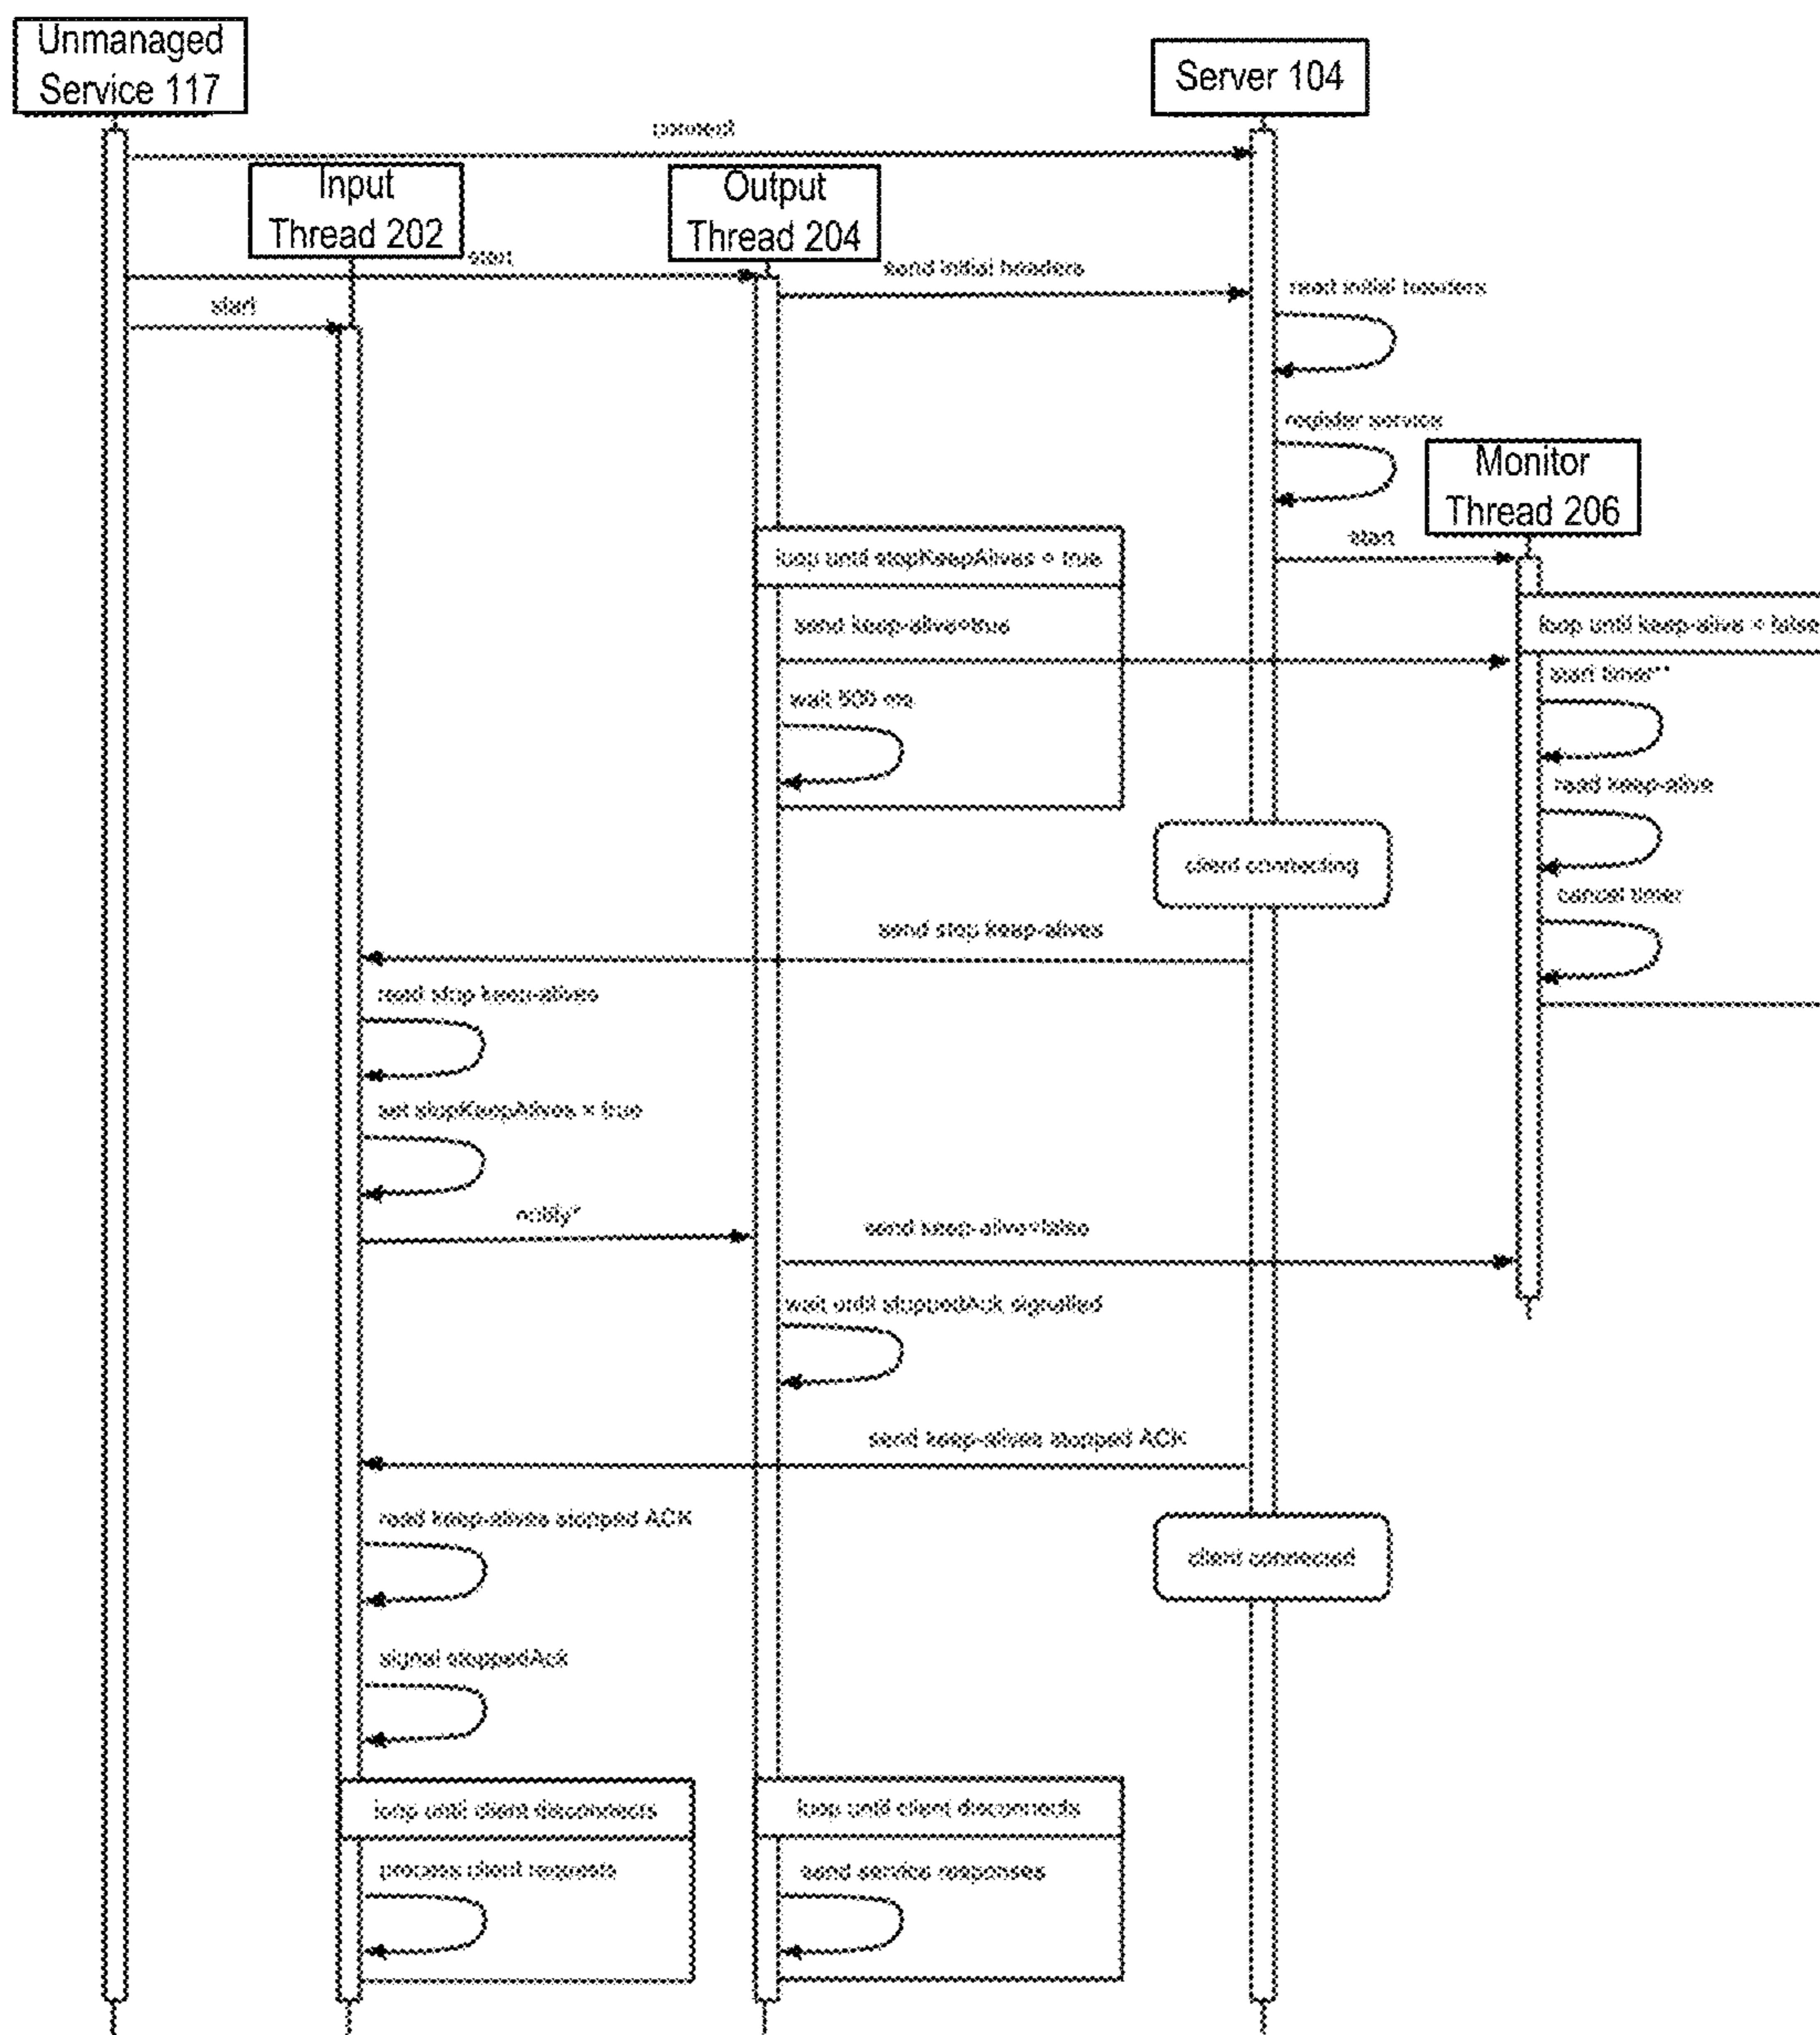 Unmanaged
Service 117
Server 104
connect
Input
Thread 202
Output
Thread 204
start
send initial headers
read initial headers
start
register service
Monitor
Thread 206
start
loop until stopKeepAlives = true
send keep-alive=true
loop until keep-alive = false
start timer**
wait 500 ms
read keep-alive
client connecting
cancel timer
send stop keep-alives
read stop keep-alives
set stopKeepAlives = true
notify*
send keep-alive=false
wait until stoppedAck signalled
send keep-alives stopped ACK
read keep-alives stopped ACK
client connected
signal stoppedAck
loop until client disconnects
loop until client disconnects
process client requests
send service responses